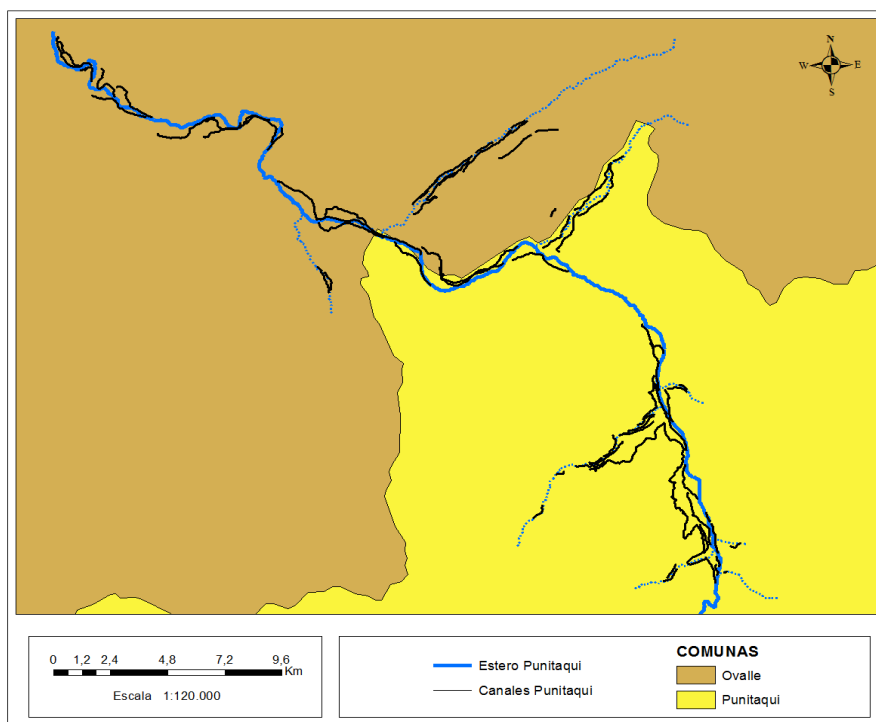 N
W E
S
0 1,2 2,4 4,8 7,2 9,6
Km
Escala 1:120.000
Estero Punitaqui
Canales Punitaqui
COMUNAS
Ovalle
Punitaqui